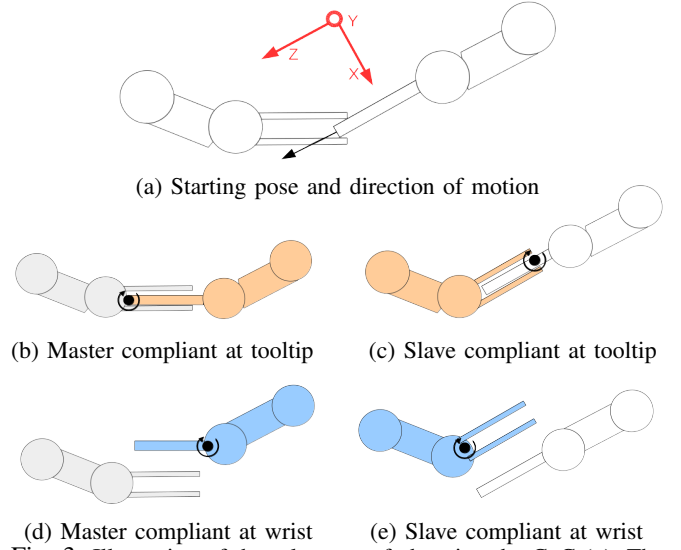 Y
Z
X
(a) Starting pose and direction of motion
(b) Master compliant at tooltip
(c) Slave compliant at tooltip
(d) Master compliant at wrist
(e) Slave compliant at wrist